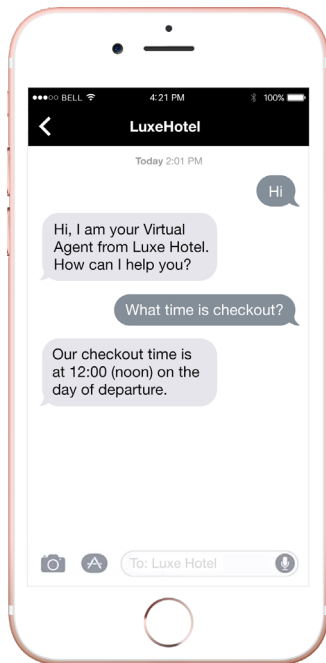 BELL 4:21 PM 100%
LuxeHotel
Today 2:01 PM
Hi
Hi, I am your Virtual
Agent from Luxe Hotel.
How can I help you?
What time is checkout?
Our checkout time is
at 12:00 (noon) on the
day of departure.
To: Luxe Hotel